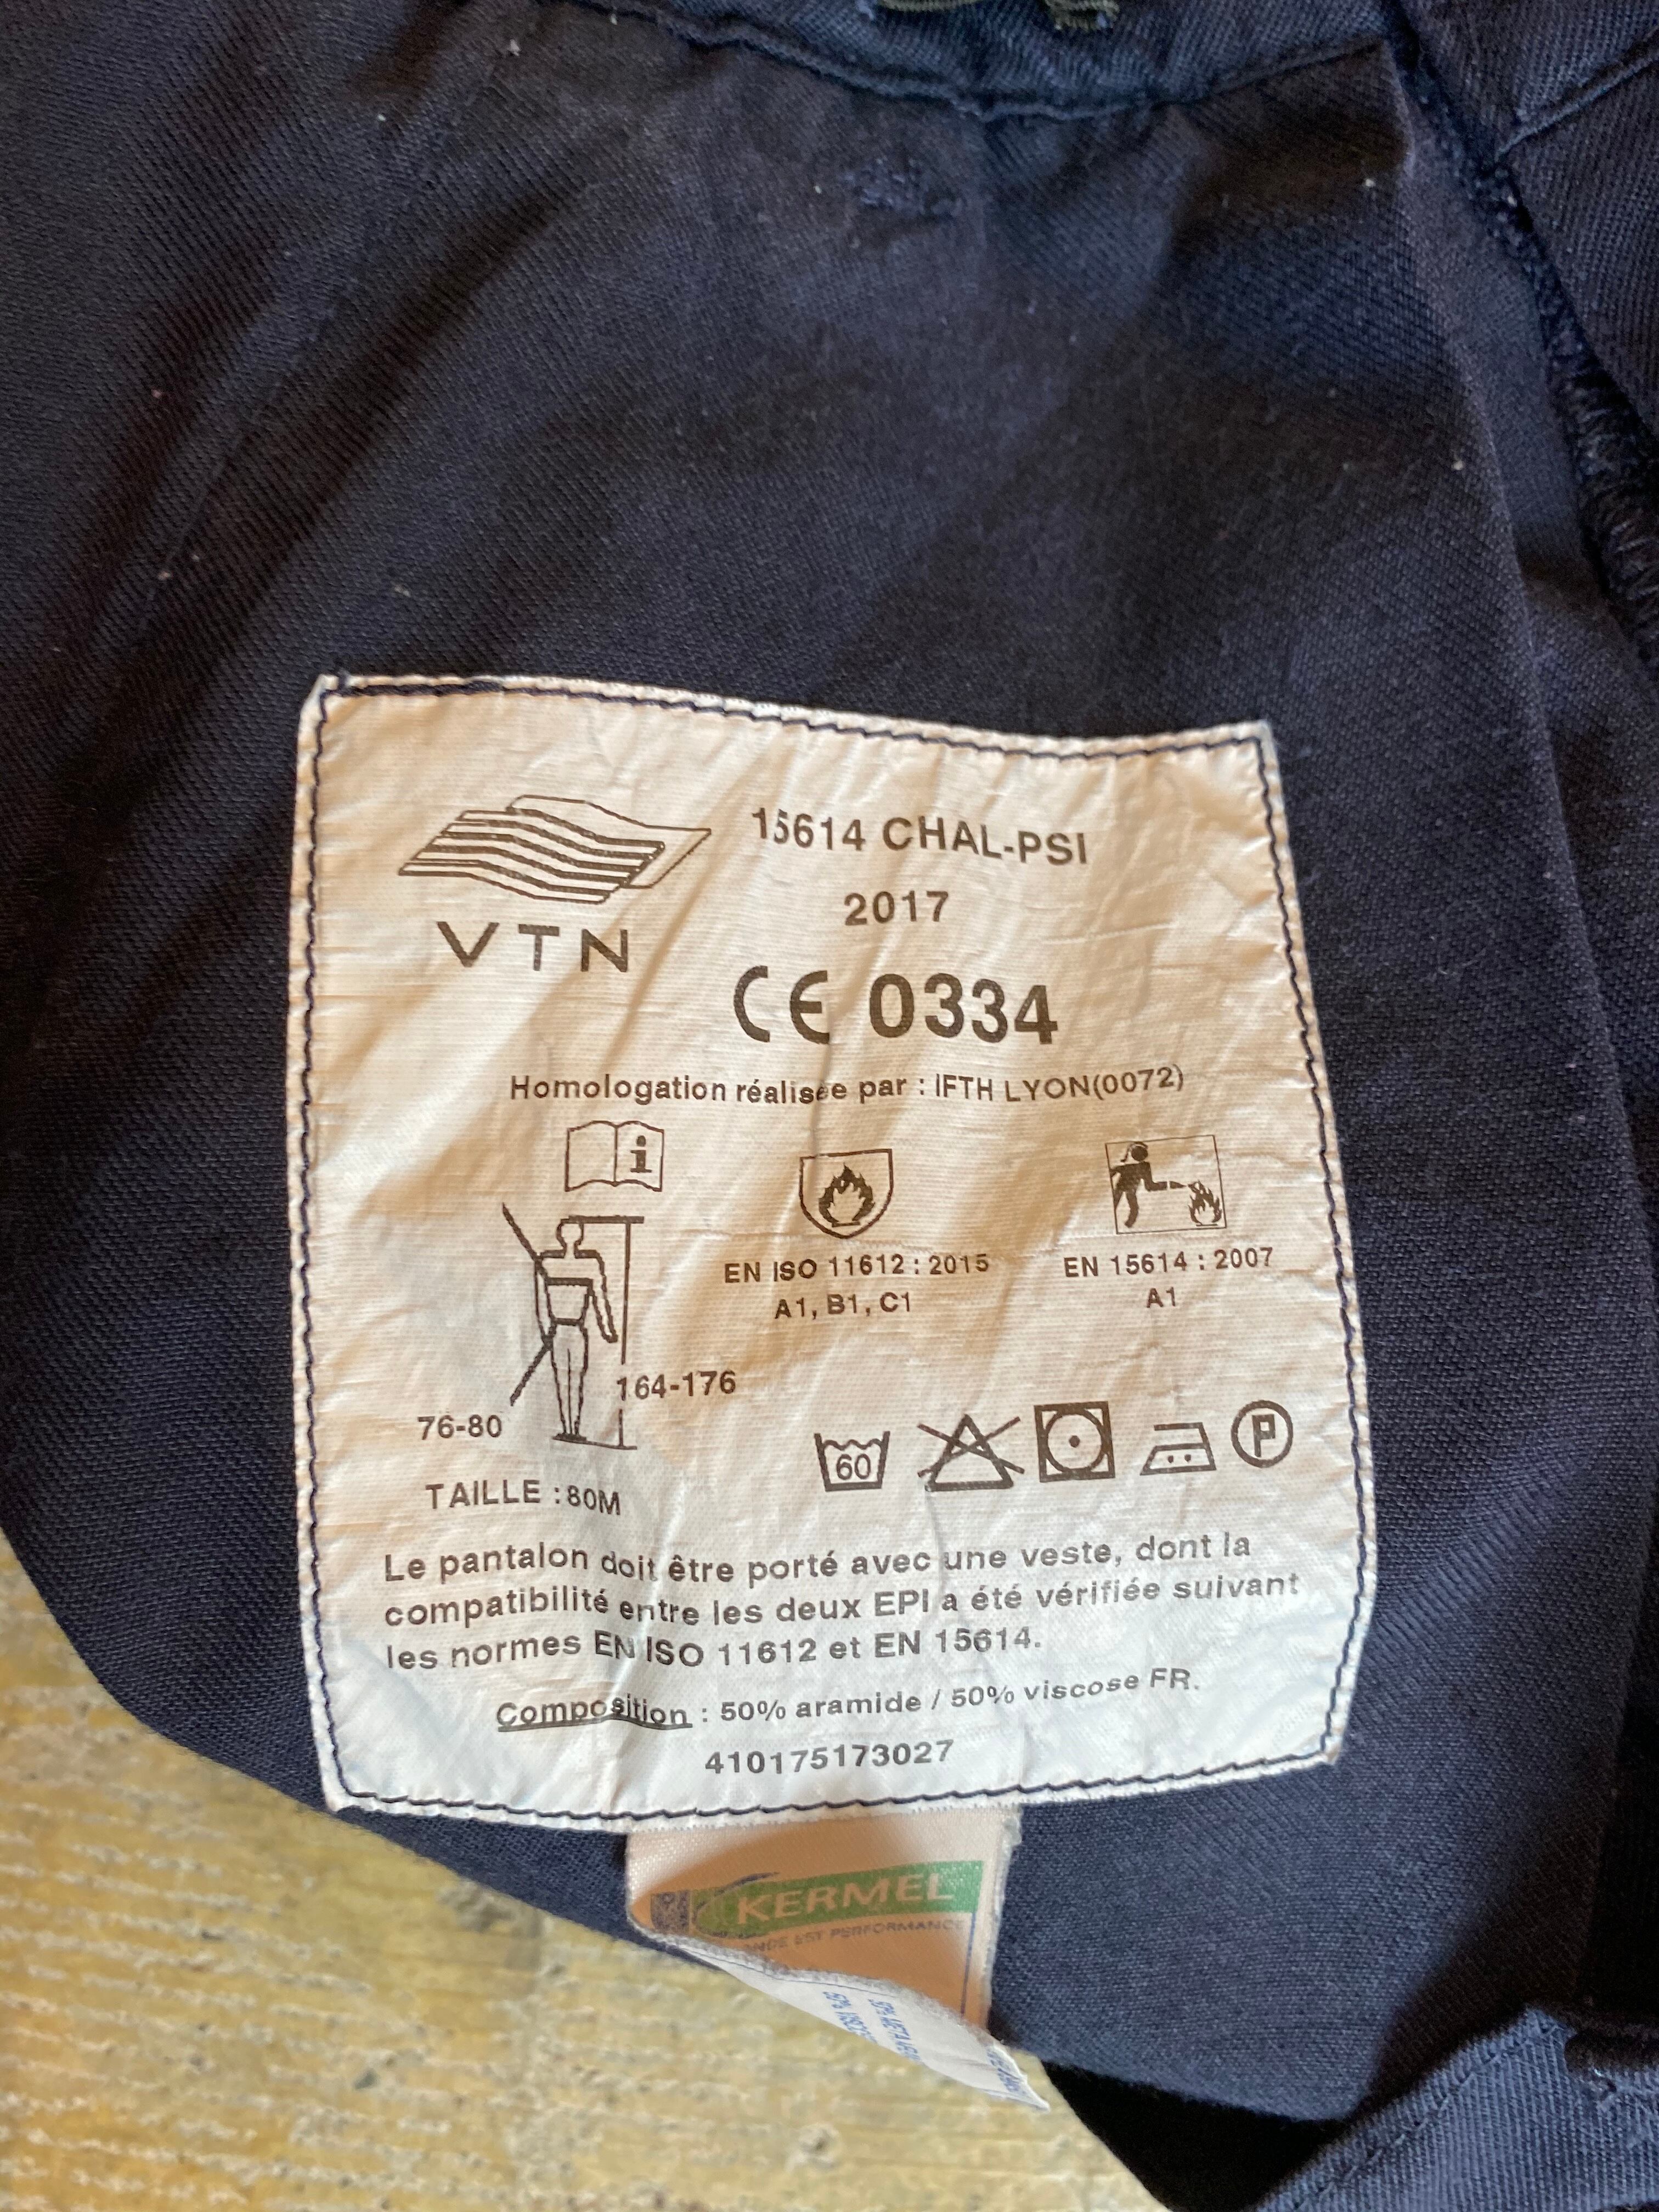 15614 CHAL-PSI
VTN
2017
CE 0334
Homologation réalisée par : IFTH LYON(0072)
i
EN ISO 11612 : 2015
A1, B1, C1
EN 15614 : 2007
A1
164-176
76-80
60
P
TAILLE : 80M
Le pantalon doit être porté avec une veste, dont la
compatibilité entre les deux EPI a été vérifiée suivant
les normes EN ISO 11612 et EN 15614.
Composition : 50% aramide / 50% viscose FR.
410175173027
KERMEL
EST PERFORMANCE